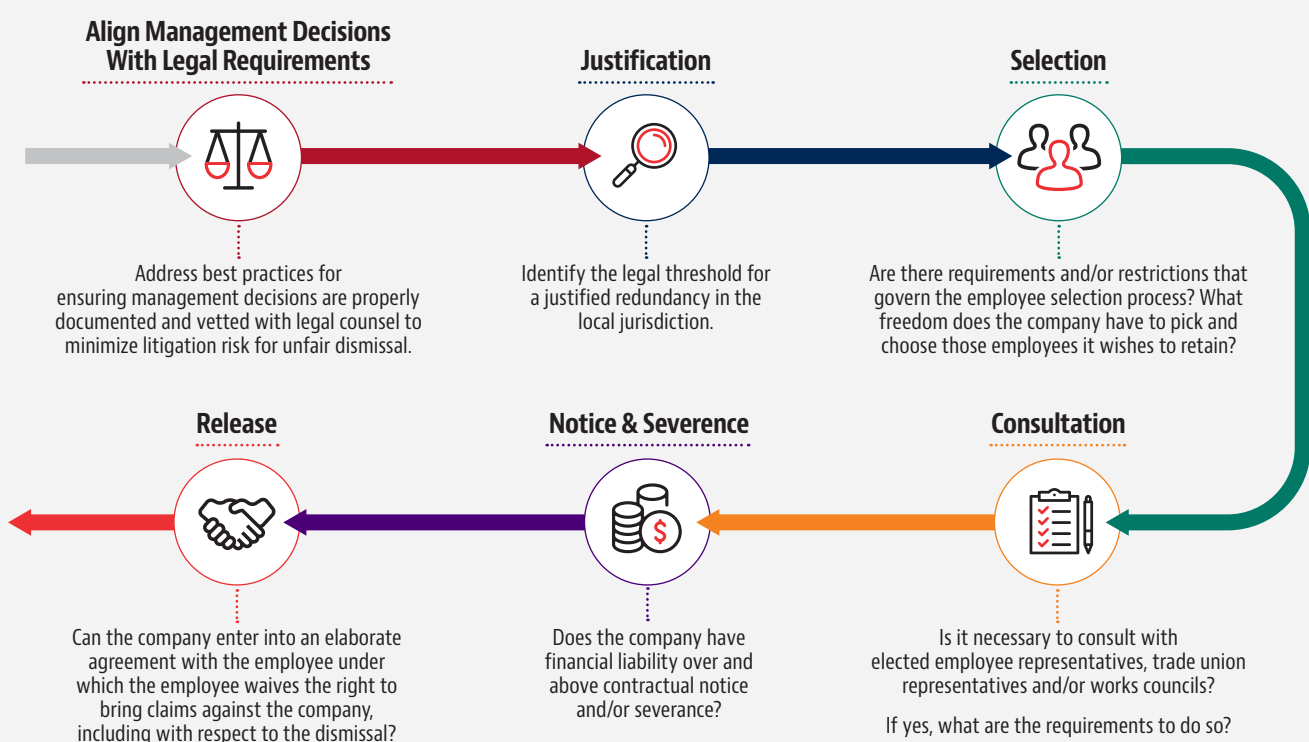 Align Management Decisions
With Legal Requirements
Address best practices for
ensuring management decisions are properly
documented and vetted with legal counsel to
minimize litigation risk for unfair dismissal.
Justification
Identify the legal threshold for
a justified redundancy in the
local jurisdiction.
Selection
Are there requirements and/or restrictions that
govern the employee selection process? What
freedom does the company have to pick and
choose those employees it wishes to retain?
Consultation
Is it necessary to consult with
elected employee representatives, trade union
representatives and/or works councils?
If yes, what are the requirements to do so?
Notice & Severence
$
Does the company have
financial liability over and
above contractual notice
and/or severance?
Release
Can the company enter into an elaborate
agreement with the employee under
which the employee waives the right to
bring claims against the company,
including with respect to the dismissal?